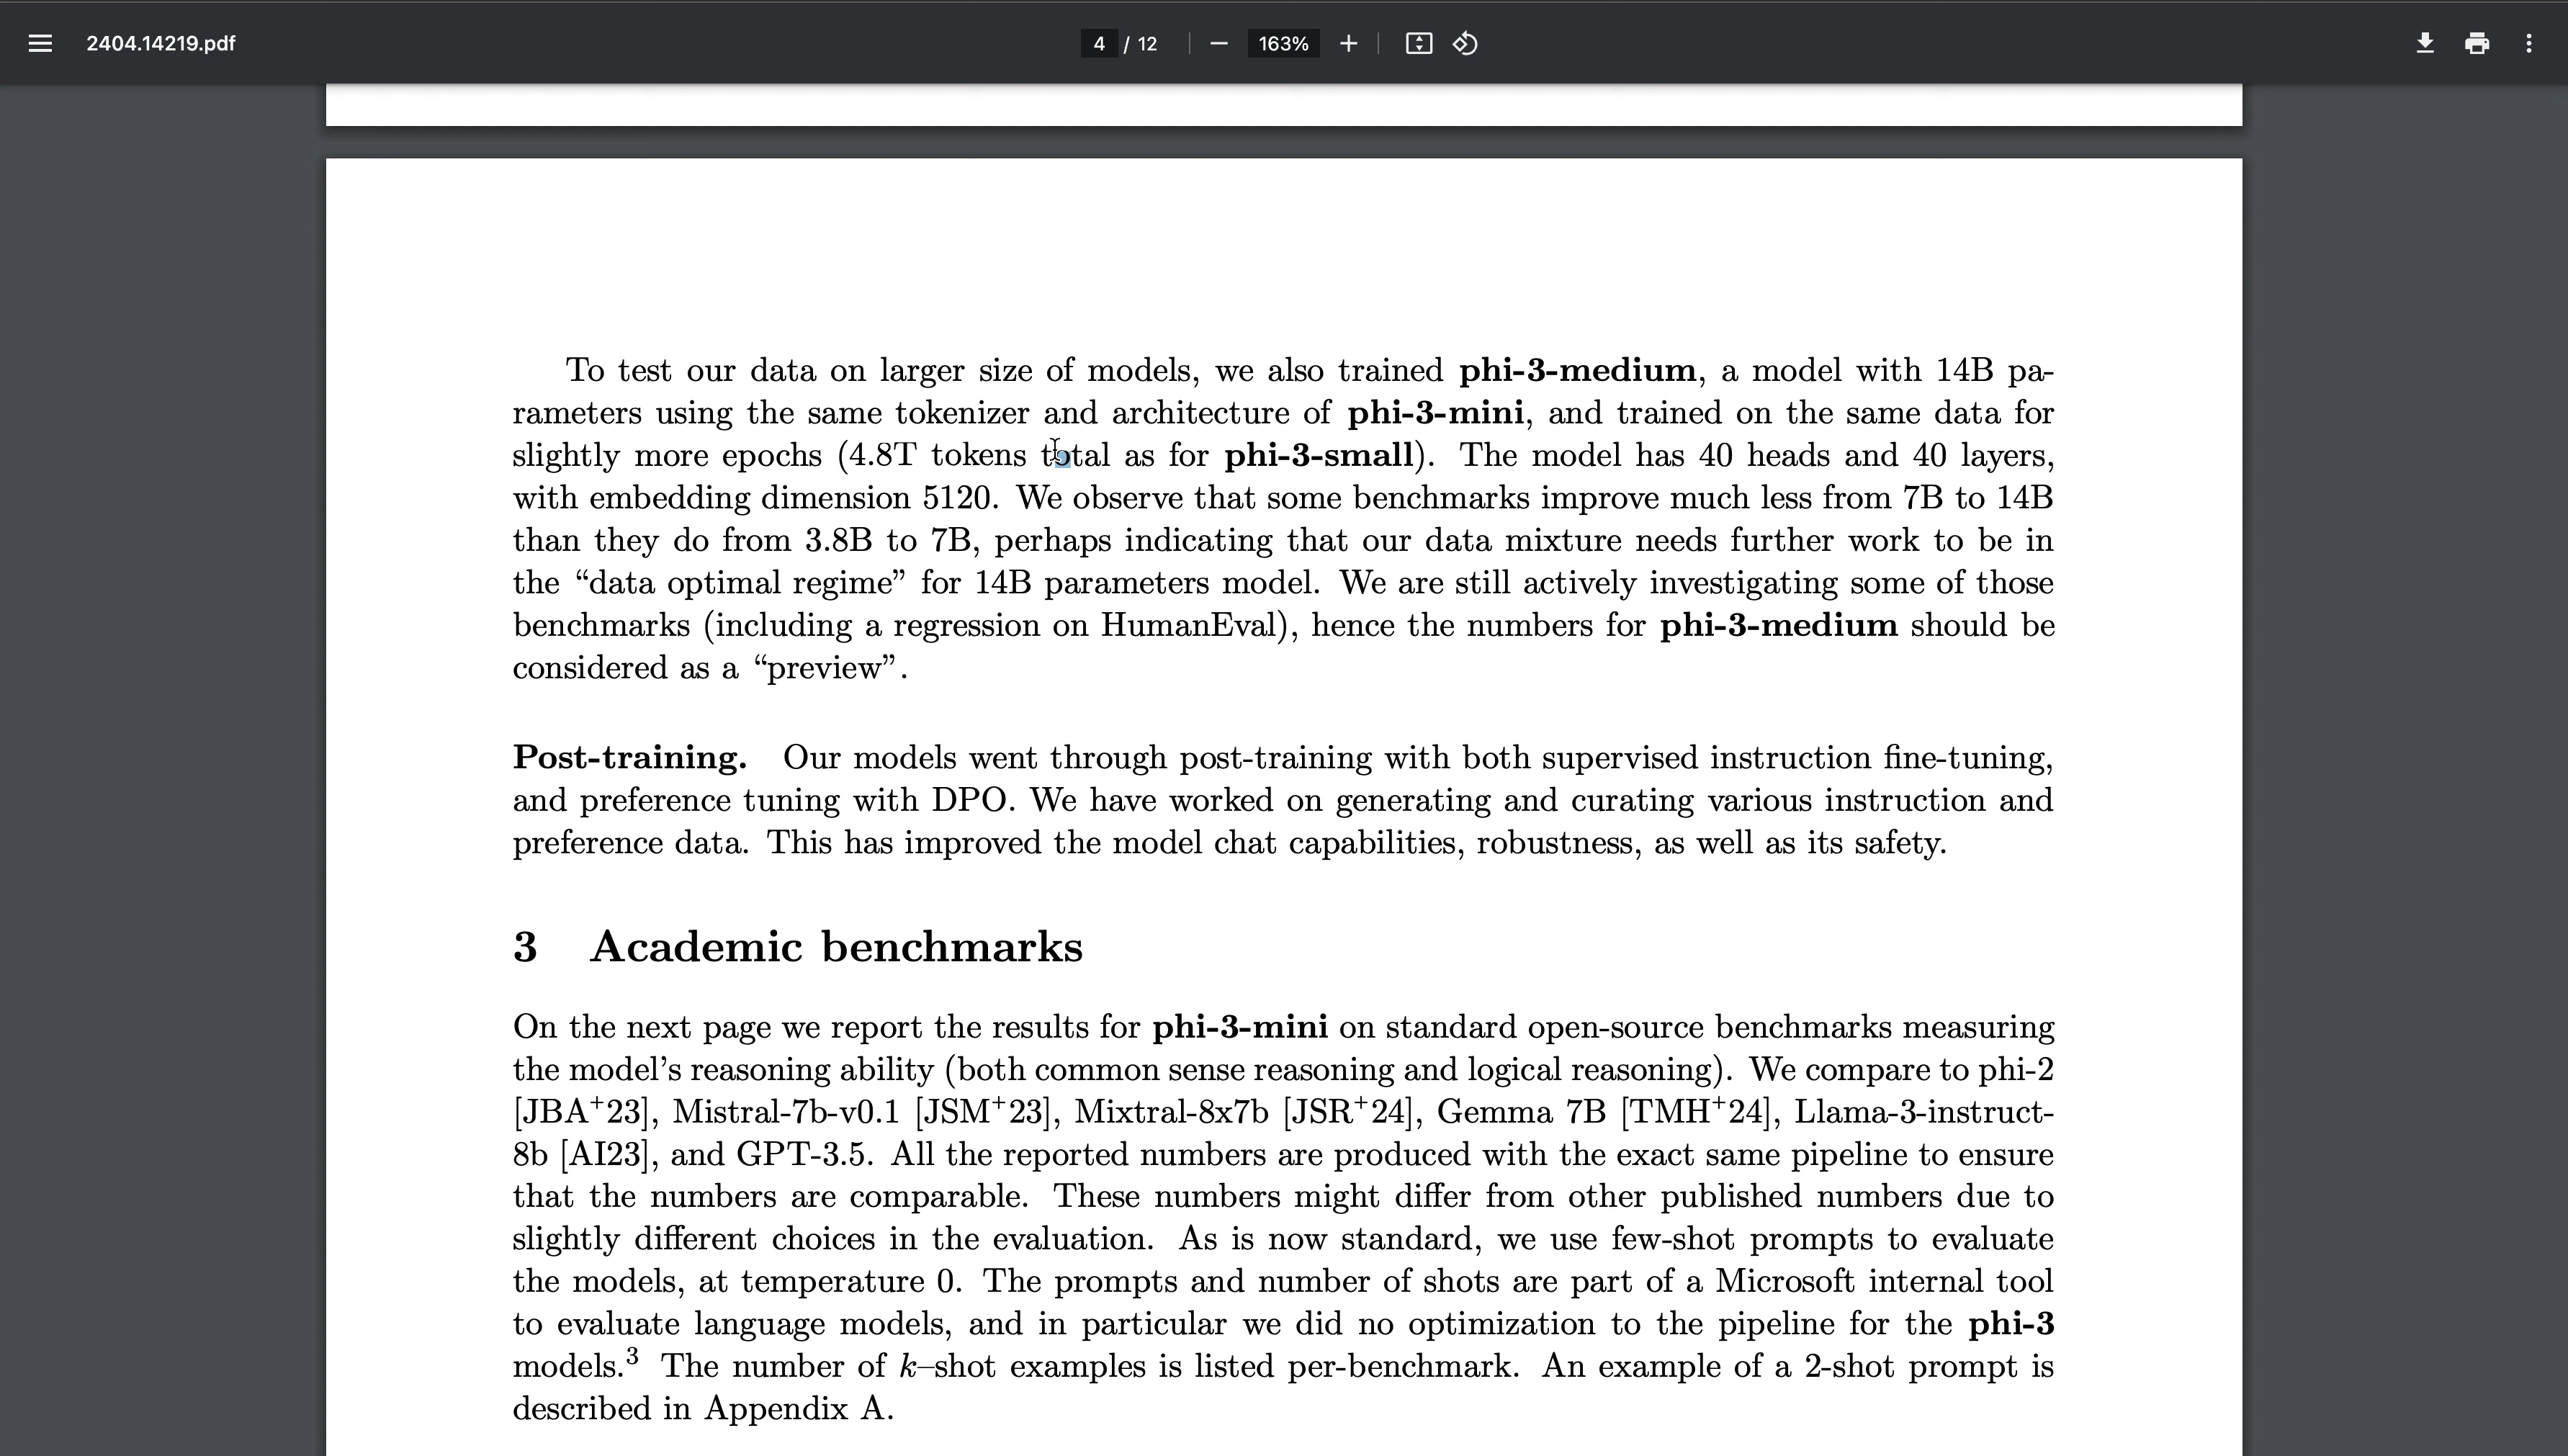 2404.14219.pdf
4 / 12
163%
To test our data on larger size of models, we also trained phi-3-medium, a model with 14B pa-
rameters using the same tokenizer and architecture of phi-3-mini, and trained on the same data for
slightly more epochs (4.8T tokens total as for phi-3-small). The model has 40 heads and 40 layers,
with embedding dimension 5120. We observe that some benchmarks improve much less from 7B to 14B
than they do from 3.8B to 7B, perhaps indicating that our data mixture needs further work to be in
the “data optimal regime” for 14B parameters model. We are still actively investigating some of those
benchmarks (including a regression on HumanEval), hence the numbers for phi-3-medium should be
considered as a “preview”.
Post-training. Our models went through post-training with both supervised instruction fine-tuning,
and preference tuning with DPO. We have worked on generating and curating various instruction and
preference data. This has improved the model chat capabilities, robustness, as well as its safety.
3 Academic benchmarks
On the next page we report the results for phi-3-mini on standard open-source benchmarks measuring
the model’s reasoning ability (both common sense reasoning and logical reasoning). We compare to phi-2
[JBA+23], Mistral-7b-v0.1 [JSM+23], Mixtral-8x7b [JSR+24], Gemma 7B [TMH+24], Llama-3-instruct-
8b [AI23], and GPT-3.5. All the reported numbers are produced with the exact same pipeline to ensure
that the numbers are comparable. These numbers might differ from other published numbers due to
slightly different choices in the evaluation. As is now standard, we use few-shot prompts to evaluate
the models, at temperature 0. The prompts and number of shots are part of a Microsoft internal tool
to evaluate language models, and in particular we did no optimization to the pipeline for the phi-3
models.3 The number of k–shot examples is listed per-benchmark. An example of a 2-shot prompt is
described in Appendix A.